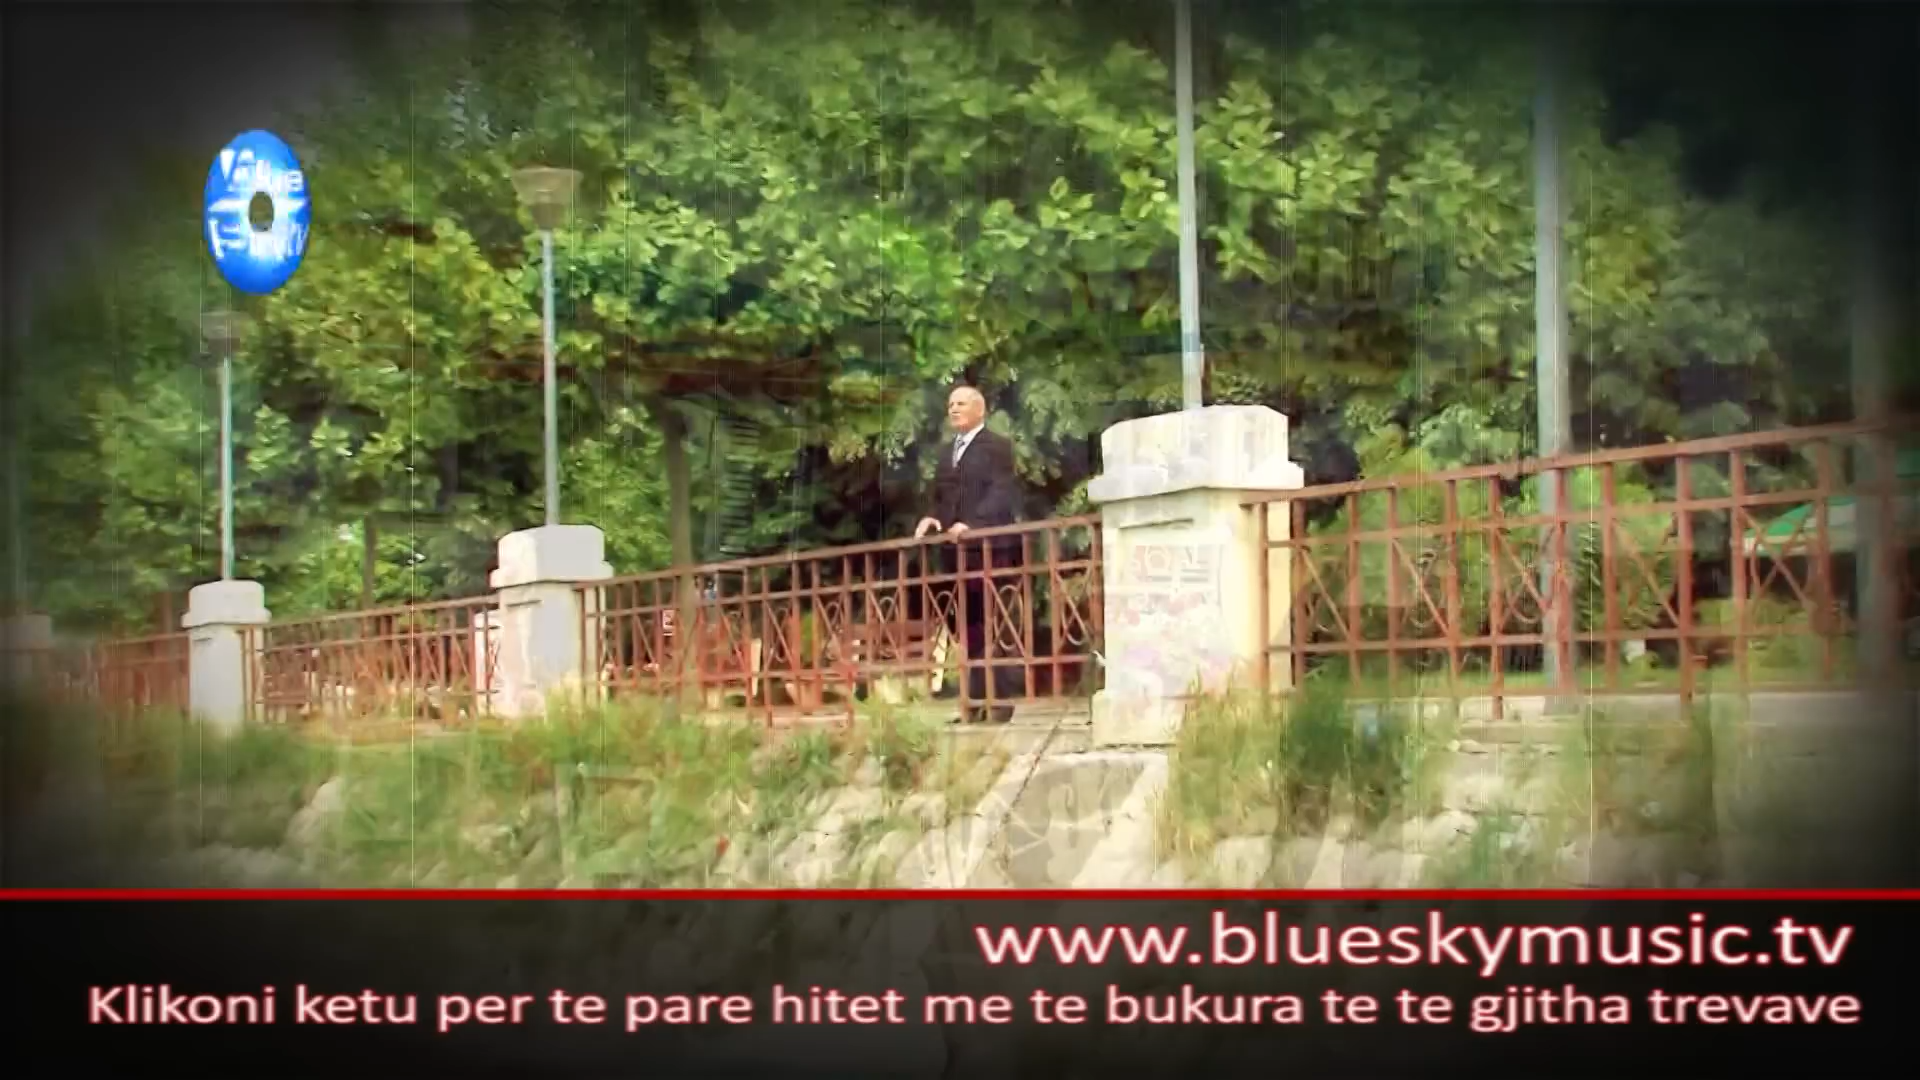 www.blueskymusic.tv
Klikoni ketu per te pare hitet me te bukura te te gjitha trevave